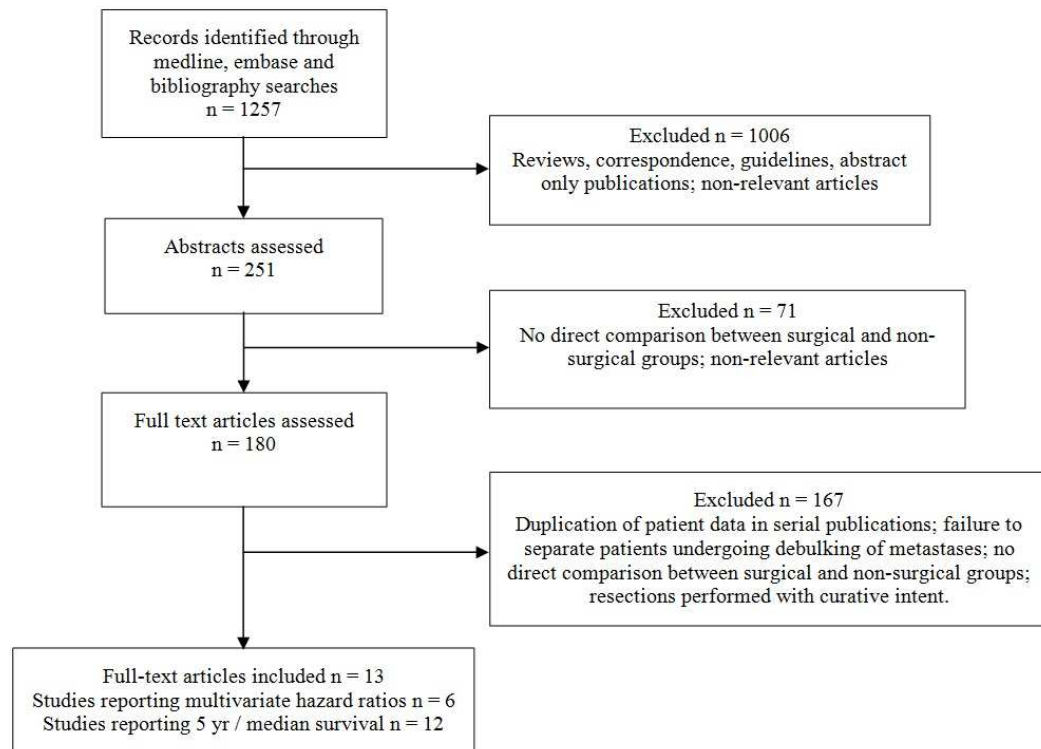 Records identified through
medline, embase and
bibliography searches
n = 1257
Excluded n = 1006
Reviews, correspondence, guidelines, abstract
only publications; non-relevant articles
Abstracts assessed
n = 251
Excluded n = 71
No direct comparison between surgical and non-
surgical groups; non-relevant articles
Full text articles assessed
n = 180
Excluded n = 167
Duplication of patient data in serial publications; failure to
separate patients undergoing debulking of metastases; no
direct comparison between surgical and non-surgical groups;
resections performed with curative intent.
Full-text articles included n = 13
Studies reporting multivariate hazard ratios n = 6
Studies reporting 5 yr / median survival n = 12